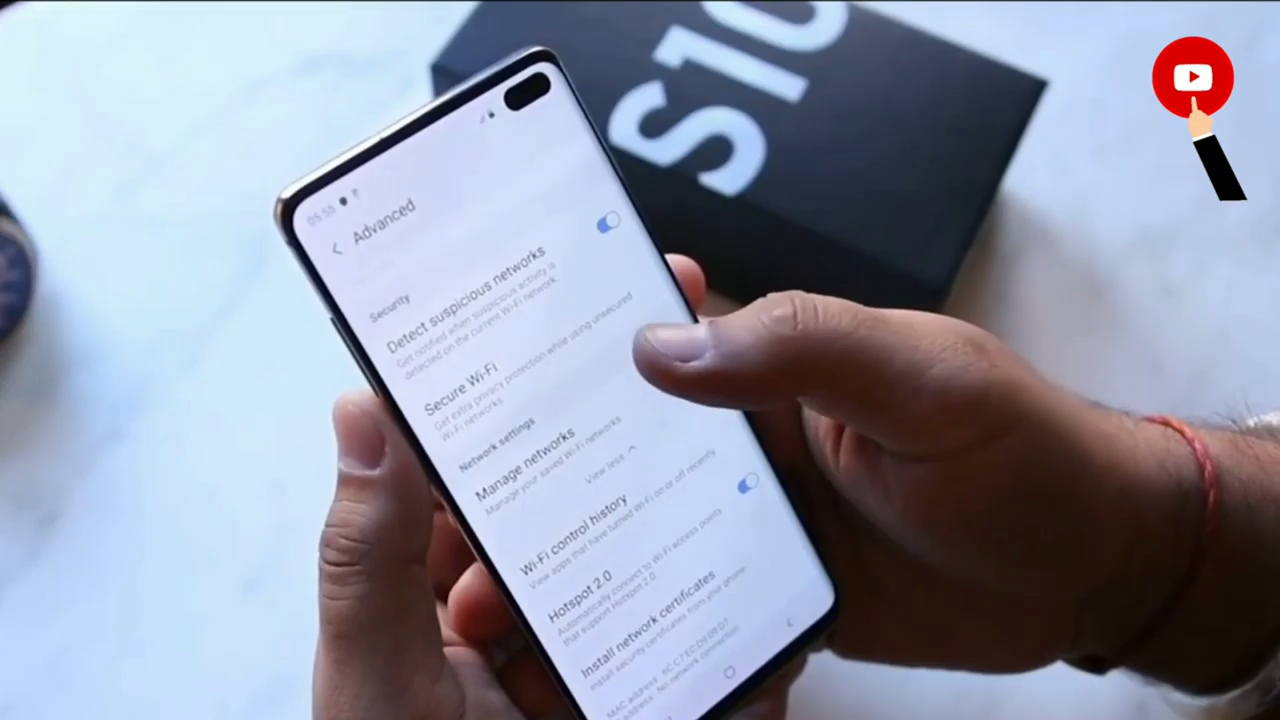 S10
05:55
Advanced
Security
Detect suspicious networks
Get notified when suspicious activity is
detected on the current Wi-Fi network.
Secure Wi-Fi
Get extra privacy protection while using unsecured
Wi-Fi networks.
Network settings
Manage networks
Manage your saved Wi-Fi networks
View less
Wi-Fi control history
View apps that have turned Wi-Fi on or off recently
Hotspot 2.0
Automatically connect to Wi-Fi access points
that support Hotspot 2.0.
Install network certificates
Install security certificates from your phone.
MAC address :
address : No network connection